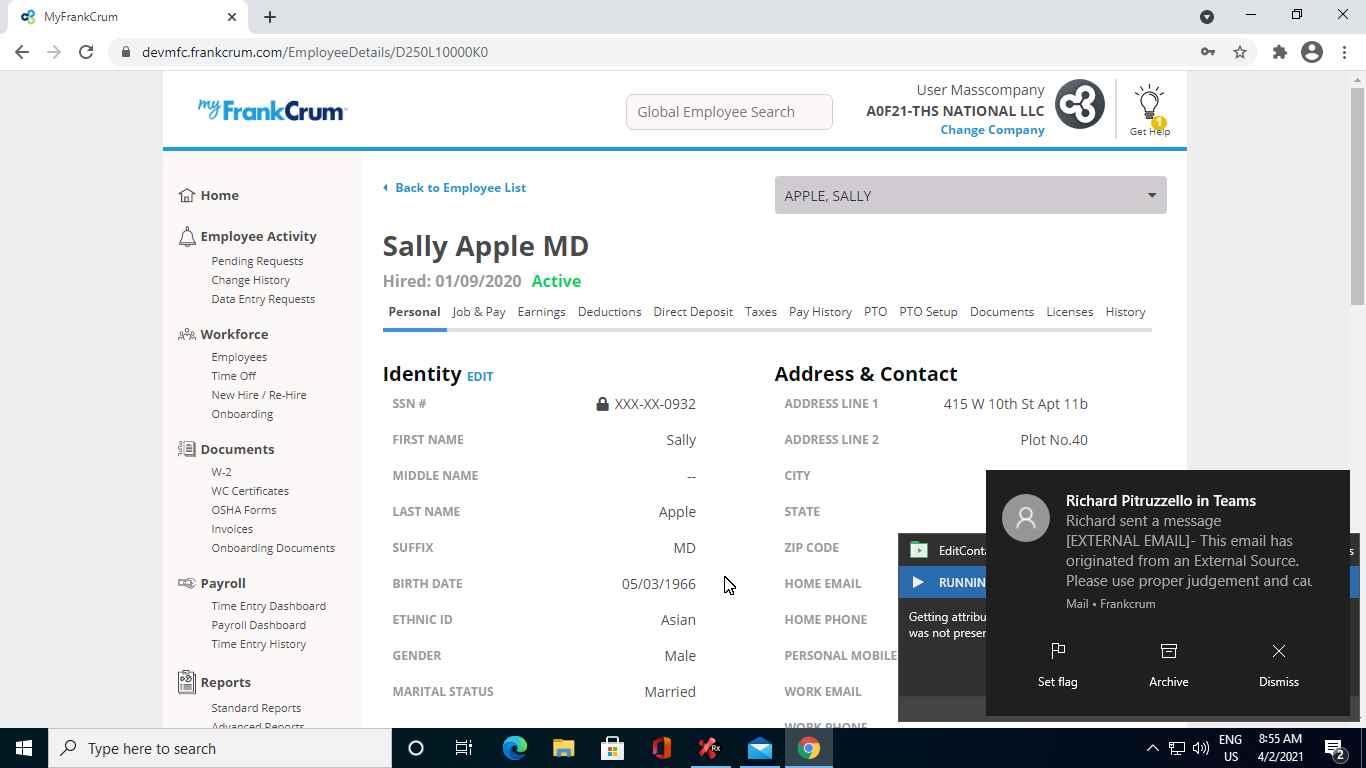 MyFrankCrum
devmfc.frankcrum.com/EmployeeDetails/D250L10000K0
my FrankCrum
Global Employee Search
User Masscompany
A0F21-THS NATIONAL LLC
Change Company
1
Get Help
Home
Employee Activity
Pending Requests
Change History
Data Entry Requests
Workforce
Employees
Time Off
New Hire / Re-Hire
Onboarding
Documents
W-2
WC Certificates
OSHA Forms
Invoices
Onboarding Documents
Payroll
Time Entry Dashboard
Payroll Dashboard
Time Entry History
Reports
Standard Reports
Advanced Reports
Back to Employee List
APPLE, SALLY
Sally Apple MD
Hired: 01/09/2020 Active
Personal Job & Pay Earnings Deductions Direct Deposit Taxes Pay History PTO PTO Setup Documents Licenses History
Identity EDIT
SSN # XXX-XX-0932
FIRST NAME Sally
MIDDLE NAME --
LAST NAME Apple
SUFFIX MD
BIRTH DATE 05/03/1966
ETHNIC ID Asian
GENDER Male
MARITAL STATUS Married
Address & Contact
ADDRESS LINE 1 415 W 10th St Apt 11b
ADDRESS LINE 2 Plot No.40
CITY
STATE
ZIP CODE
HOME EMAIL
HOME PHONE
PERSONAL MOBILE
WORK EMAIL
WORK PHONE
EditConta
s
RUNNIN
Getting attribu
was not preser
Richard Pitruzzello in Teams
Richard sent a message
[EXTERNAL EMAIL]- This email has
originated from an External Source.
Please use proper judgement and cau
Mail • Frankcrum
Set flag Archive Dismiss
Type here to search
Rx
ENG
US
8:55 AM
4/2/2021
2